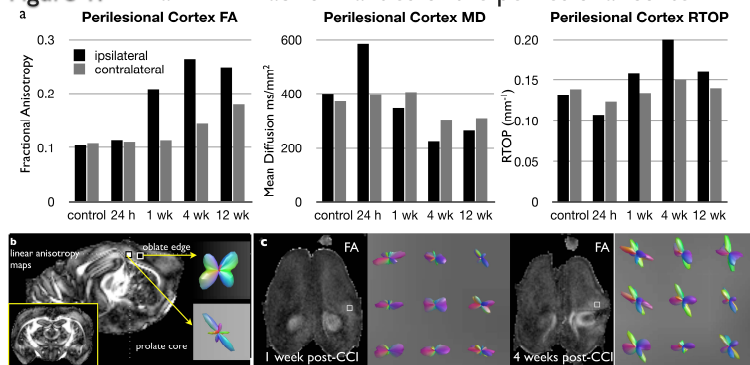 a
Perilesional Cortex FA
Perilesional Cortex MD
Perilesional Cortex RTOP
0.3
0.2
0.1
0
Fractional Anisotropy
ipsilateral
contralateral
control 24 h 1 wk 4 wk 12 wk
600
400
200
0
Mean Diffusion ms/mm²
control 24 h 1 wk 4 wk 12 wk
0.20
0.15
0.10
0.05
0
RTOP (mm⁻¹)
control 24 h 1 wk 4 wk 12 wk
b
linear anisotropy
maps
oblate edge
prolate core
c
FA
1 week post-CCI
FA
4 weeks post-CCI